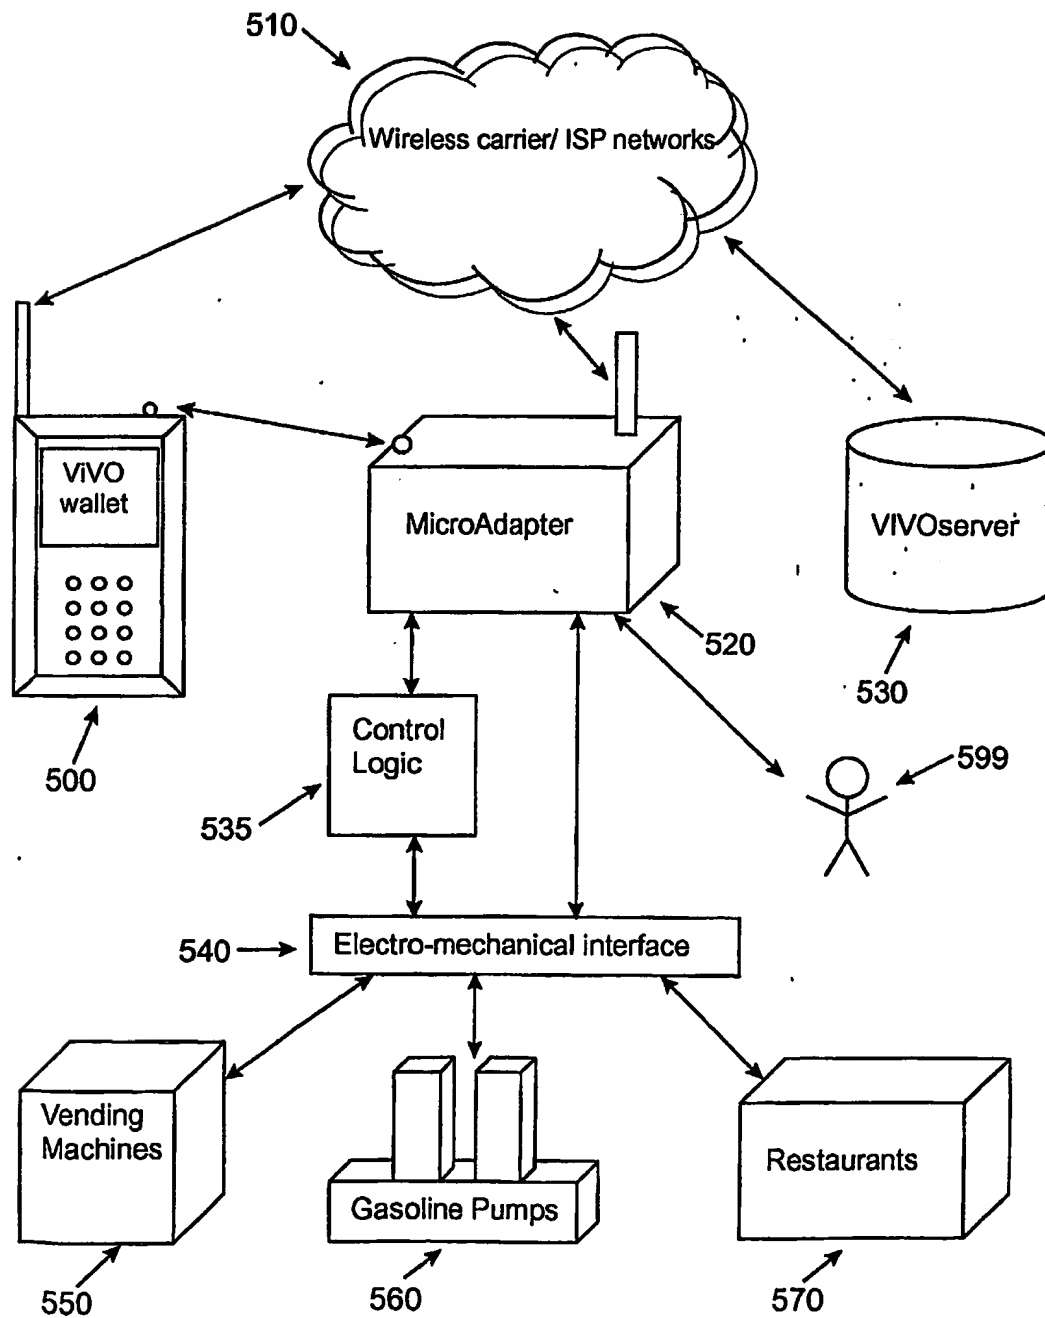 510
Wireless carrier/ ISP networks
ViVO
wallet
MicroAdapter
VIVOserver
520
530
500
Control
Logic
599
535
540
Electro-mechanical interface
Vending
Machines
Gasoline Pumps
Restaurants
550
560
570